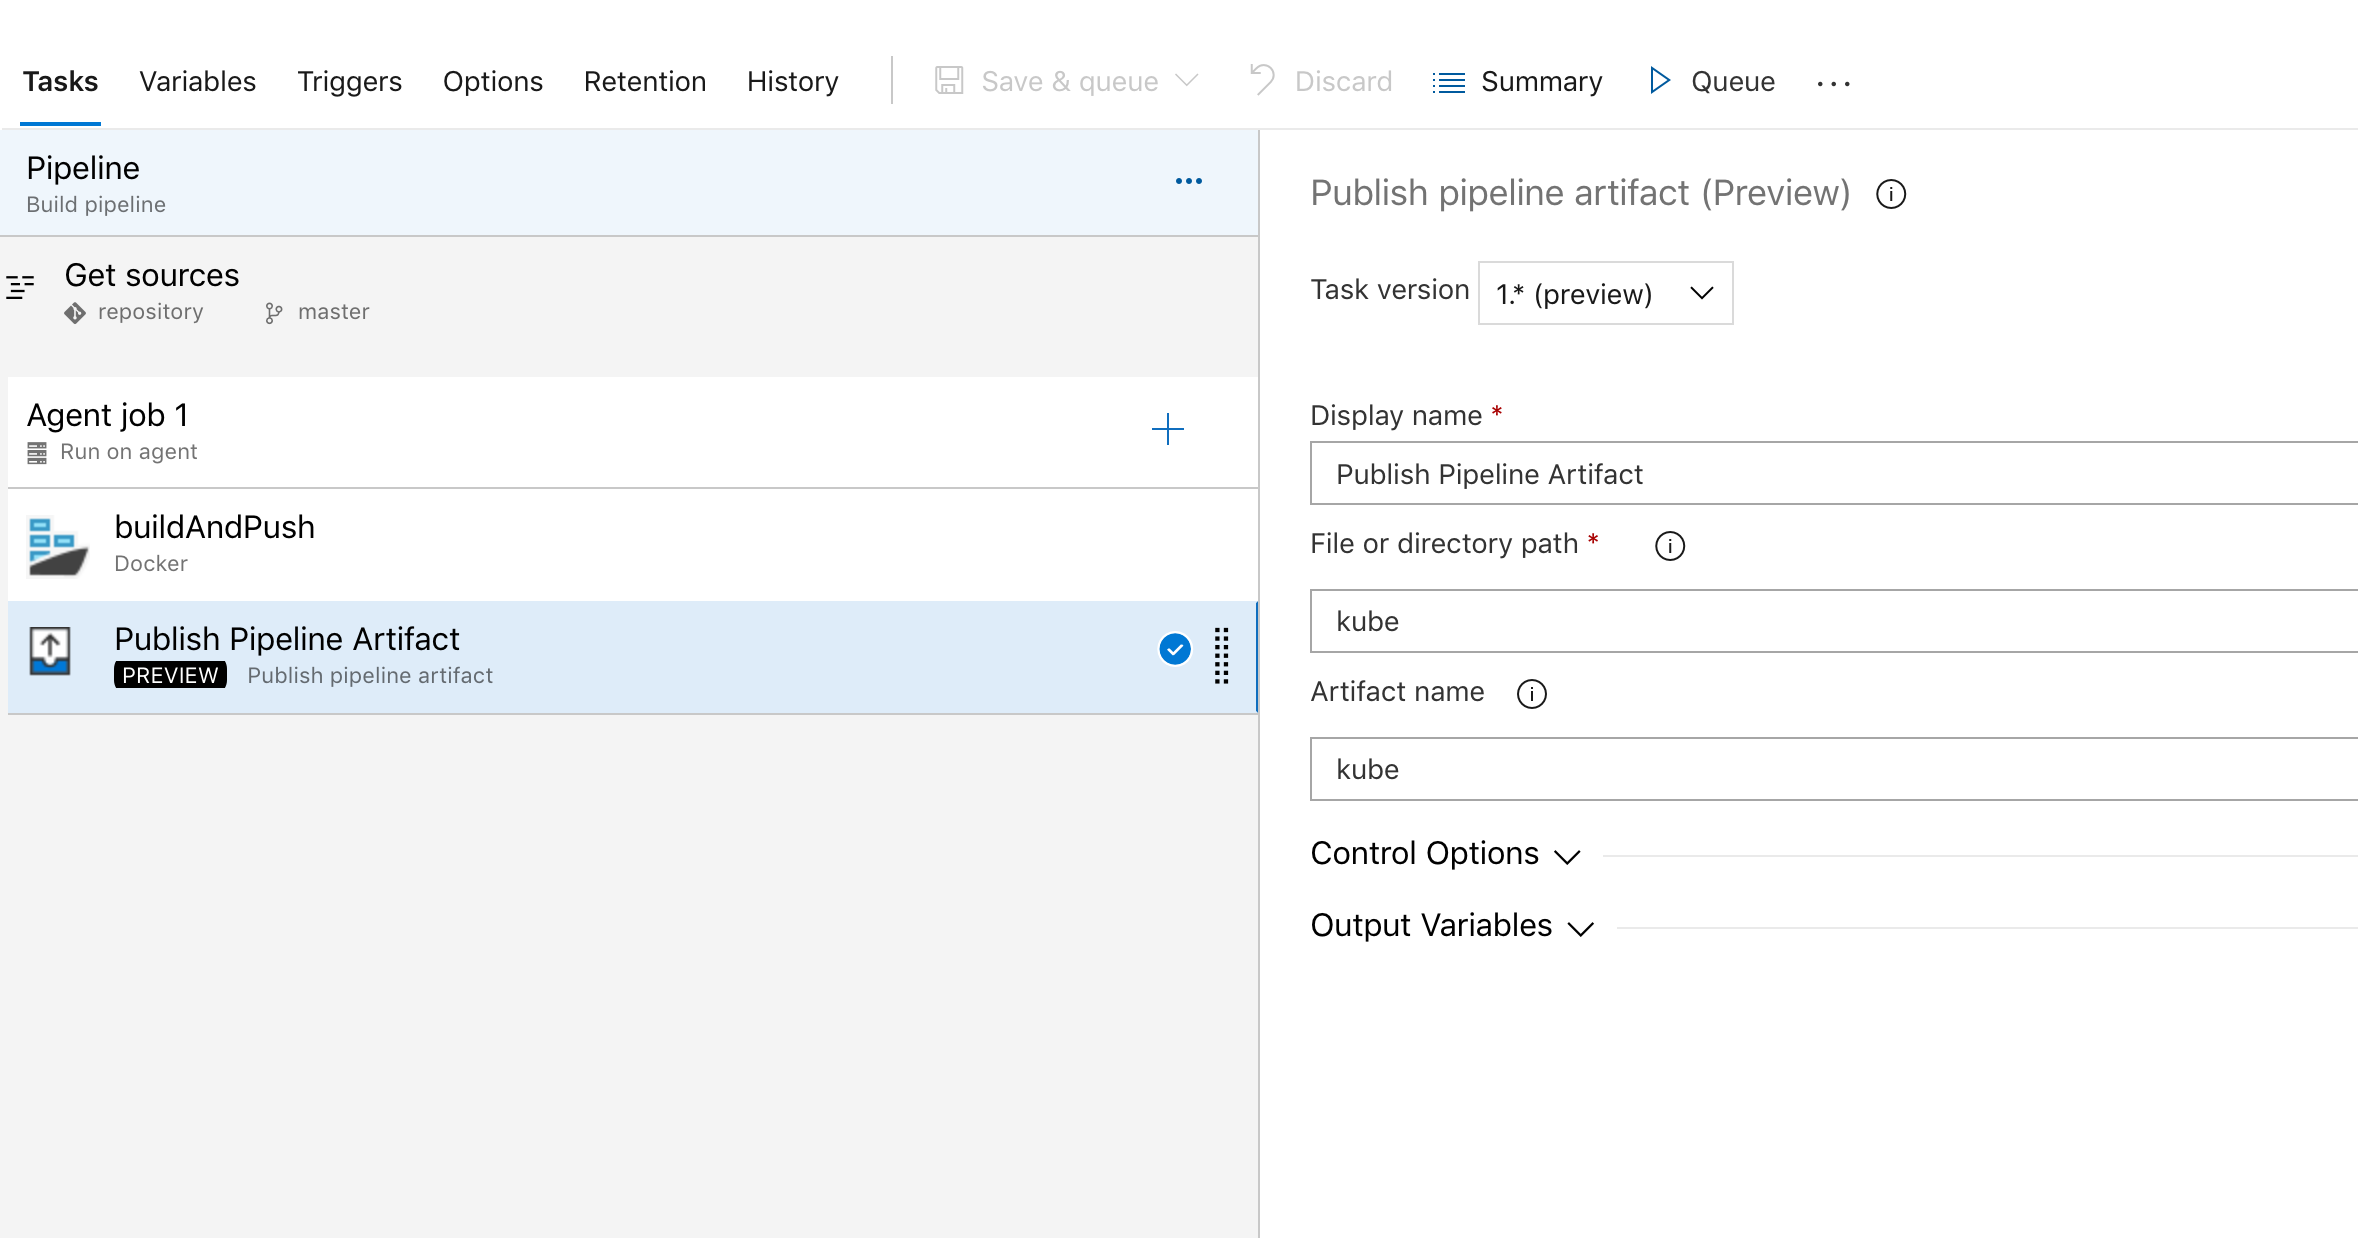 Tasks Variables Triggers Options Retention History Save & queue Discard Summary Queue ...
Pipeline
Build pipeline
Get sources
repository master
Agent job 1
Run on agent
buildAndPush
Docker
Publish Pipeline Artifact
PREVIEW Publish pipeline artifact
Publish pipeline artifact (Preview)
Task version 1.* (preview)
Display name *
Publish Pipeline Artifact
File or directory path *
kube
Artifact name
kube
Control Options
Output Variables